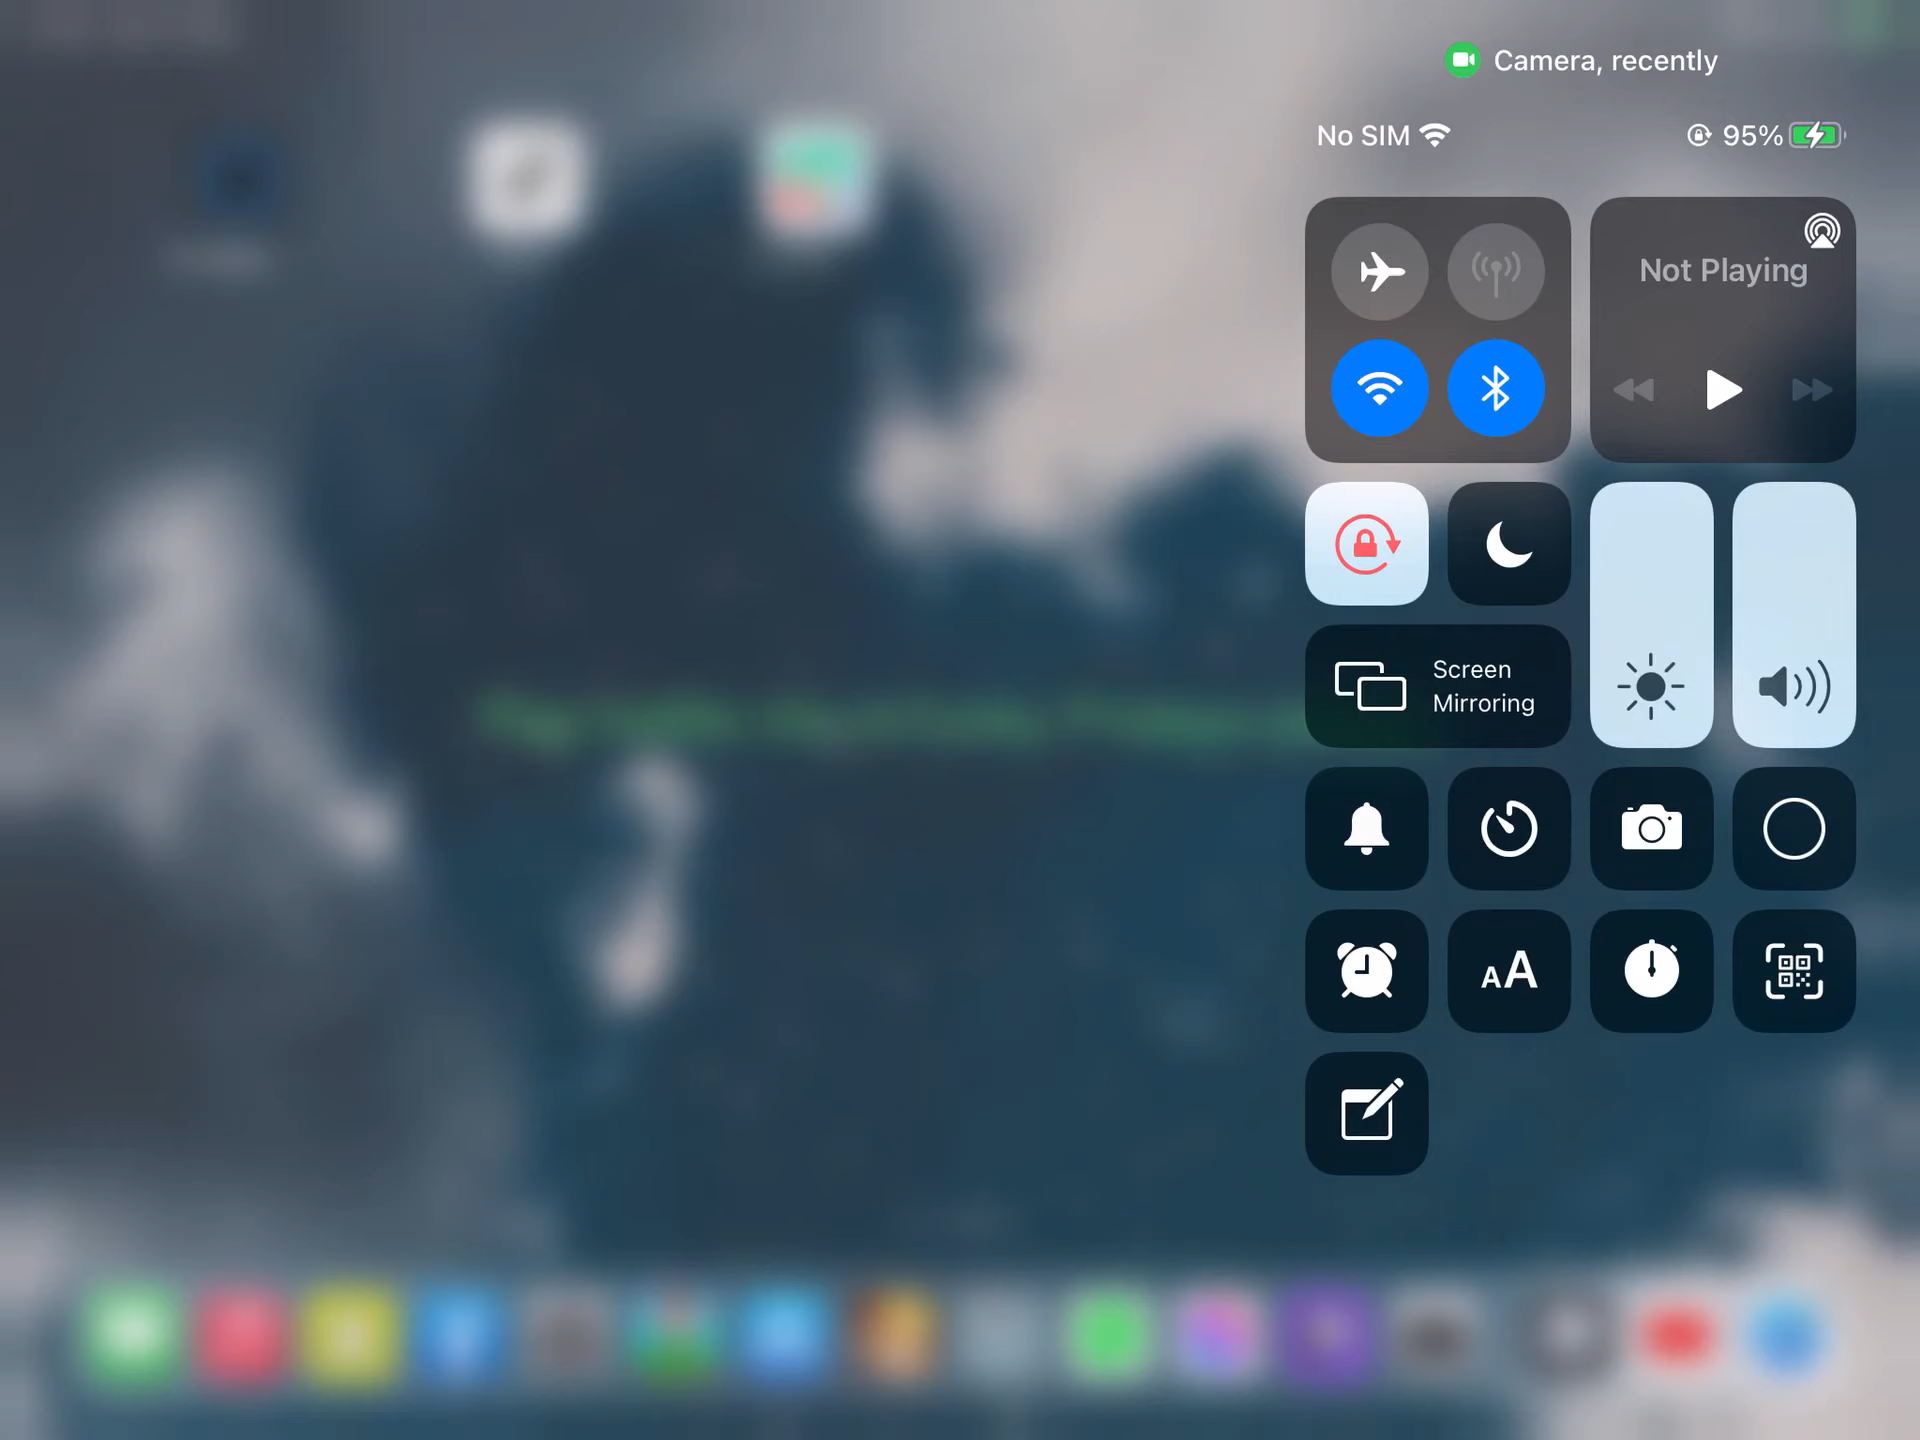 Camera, recently
No SIM
95%
Not Playing
Screen
Mirroring
AA